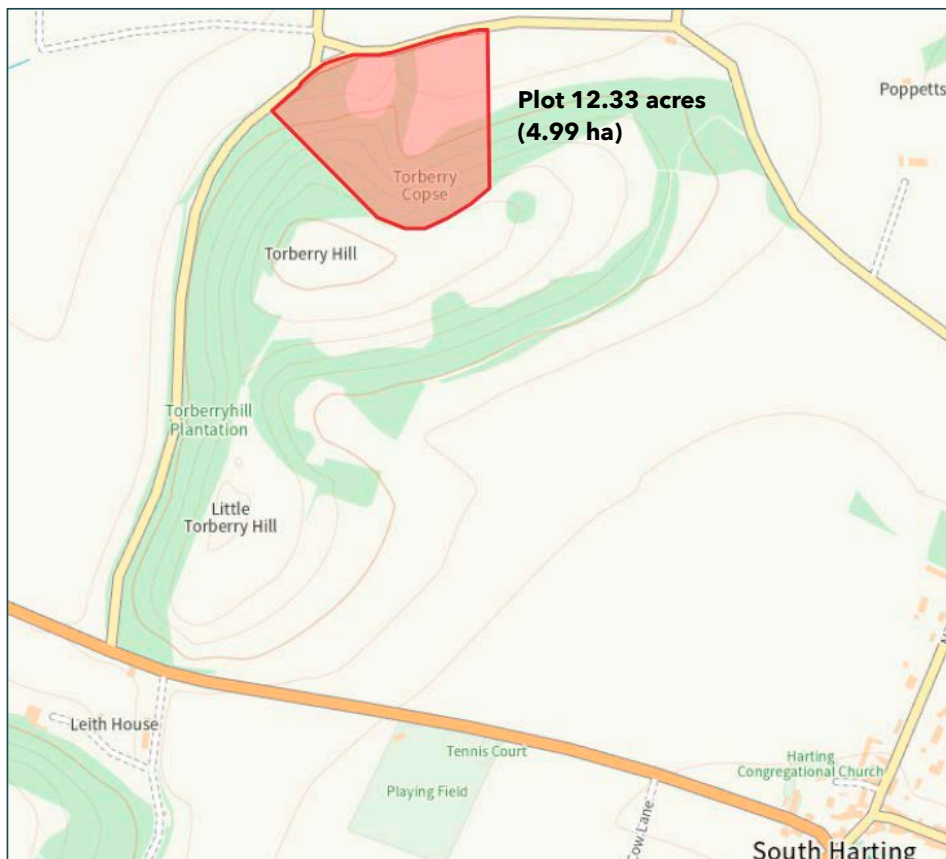 Plot 12.33 acres
(4.99 ha)
Poppetts
Torberry
Copse
Torberry Hill
Torberryhill
Plantation
Little
Torberry Hill
Leith House
Tennis Court
Playing Field
Harting
Congregational Church
Cow Lane
South Harting